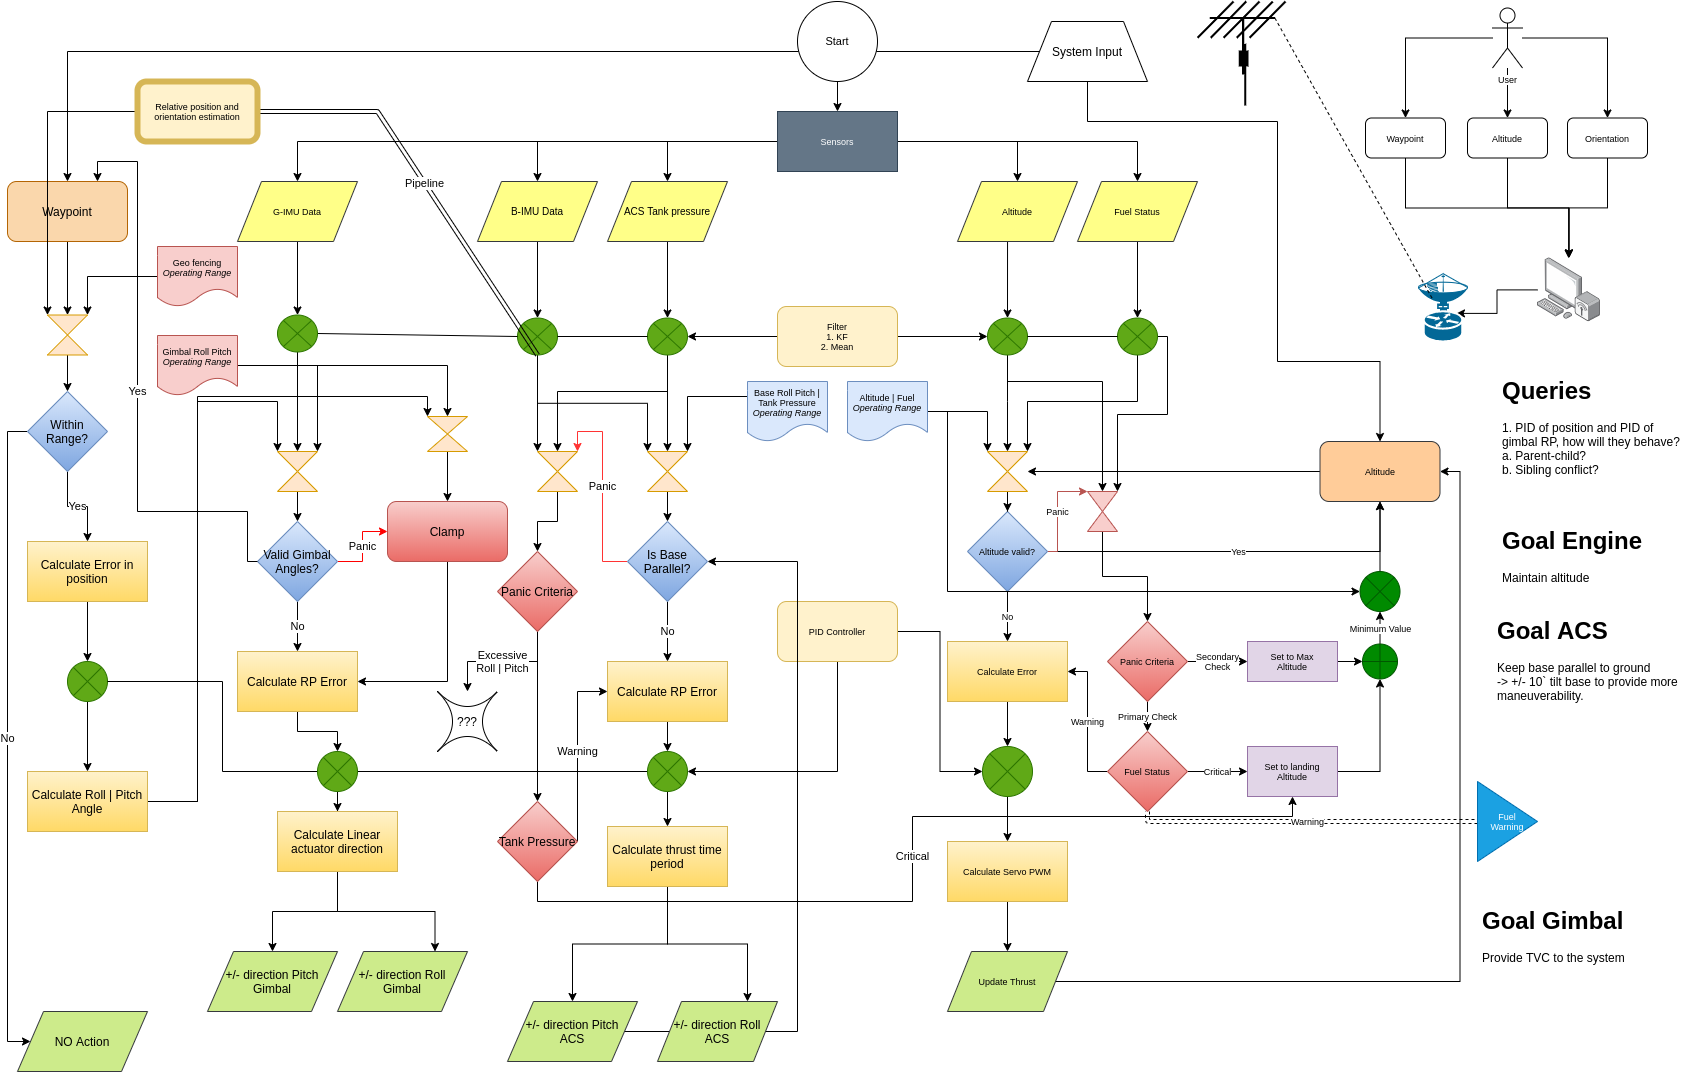 Start
System Input
User
Relative position and
orientation estimation
Sensors
Waypoint
Altitude
Orientation
Pipeline
Waypoint
G-IMU Data
B-IMU Data
ACS Tank pressure
Altitude
Fuel Status
Geo fencing
Operating Range
Filter
1. KF
2. Mean
Gimbal Roll Pitch
Operating Range
Yes
Base Roll Pitch |
Tank Pressure
Operating Range
Altitude | Fuel
Operating Range
Queries
1. PID of position and PID of
gimbal RP, how will they behave?
a. Parent-child?
b. Sibling conflict?
Within
Range?
Altitude
Panic
Yes
Clamp
Panic
Valid Gimbal
Angles?
Panic
Is Base
Parallel?
Altitude valid?
Yes
Goal Engine
Maintain altitude
Calculate Error in
position
Panic Criteria
No
No
No
PID Controller
Minimum Value
Goal ACS
Keep base parallel to ground
-> +/- 10` tilt base to provide more
maneuverability.
Excessive
Roll | Pitch
Calculate Error
Panic Criteria
Secondary
Check
Set to Max
Altitude
Calculate RP Error
Calculate RP Error
???
Warning
Primary Check
No
Warning
Calculate Roll | Pitch
Angle
Fuel Status
Critical
Set to landing
Altitude
Calculate Linear
actuator direction
Tank Pressure
Calculate thrust time
period
Critical
Warning
Fuel
Warning
Calculate Servo PWM
Goal Gimbal
Provide TVC to the system
+/- direction Pitch
Gimbal
+/- direction Roll
Gimbal
Update Thrust
+/- direction Pitch
ACS
+/- direction Roll
ACS
NO Action